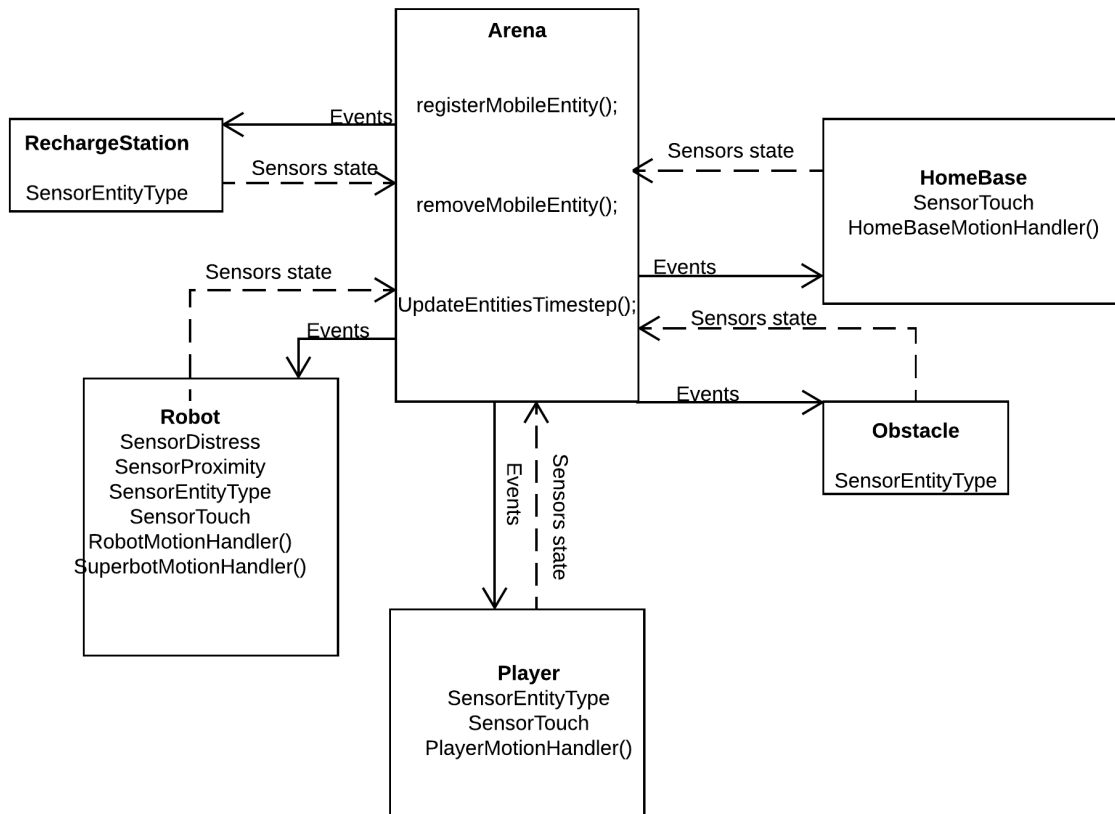 Arena
registerMobileEntity();
removeMobileEntity();
UpdateEntitiesTimestep();
Events
RechargeStation
SensorEntityType
Sensors state
Sensors state
Events
Robot
SensorDistress
SensorProximity
SensorEntityType
SensorTouch
RobotMotionHandler()
SuperbotMotionHandler()
Events
Sensors state
Player
SensorEntityType
SensorTouch
PlayerMotionHandler()
Sensors state
HomeBase
SensorTouch
HomeBaseMotionHandler()
Events
Sensors state
Events
Obstacle
SensorEntityType